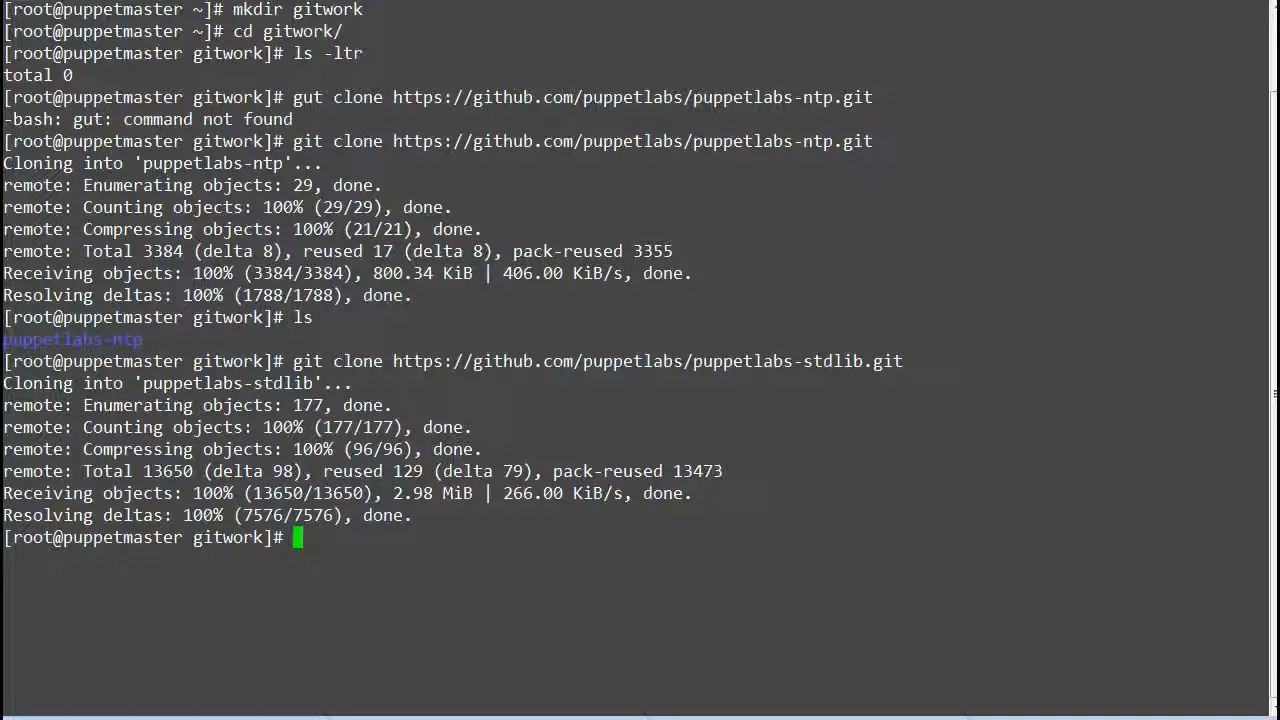 [root@puppetmaster ~]# mkdir gitwork
[root@puppetmaster ~]# cd gitwork/
[root@puppetmaster gitwork]# ls -ltr
total 0
[root@puppetmaster gitwork]# gut clone https://github.com/puppetlabs/puppetlabs-ntp.git
-bash: gut: command not found
[root@puppetmaster gitwork]# git clone https://github.com/puppetlabs/puppetlabs-ntp.git
Cloning into 'puppetlabs-ntp'...
remote: Enumerating objects: 29, done.
remote: Counting objects: 100% (29/29), done.
remote: Compressing objects: 100% (21/21), done.
remote: Total 3384 (delta 8), reused 17 (delta 8), pack-reused 3355
Receiving objects: 100% (3384/3384), 800.34 KiB | 406.00 KiB/s, done.
Resolving deltas: 100% (1788/1788), done.
[root@puppetmaster gitwork]# ls
puppetlabs-ntp
[root@puppetmaster gitwork]# git clone https://github.com/puppetlabs/puppetlabs-stdlib.git
Cloning into 'puppetlabs-stdlib'...
remote: Enumerating objects: 177, done.
remote: Counting objects: 100% (177/177), done.
remote: Compressing objects: 100% (96/96), done.
remote: Total 13650 (delta 98), reused 129 (delta 79), pack-reused 13473
Receiving objects: 100% (13650/13650), 2.98 MiB | 266.00 KiB/s, done.
Resolving deltas: 100% (7576/7576), done.
[root@puppetmaster gitwork]#